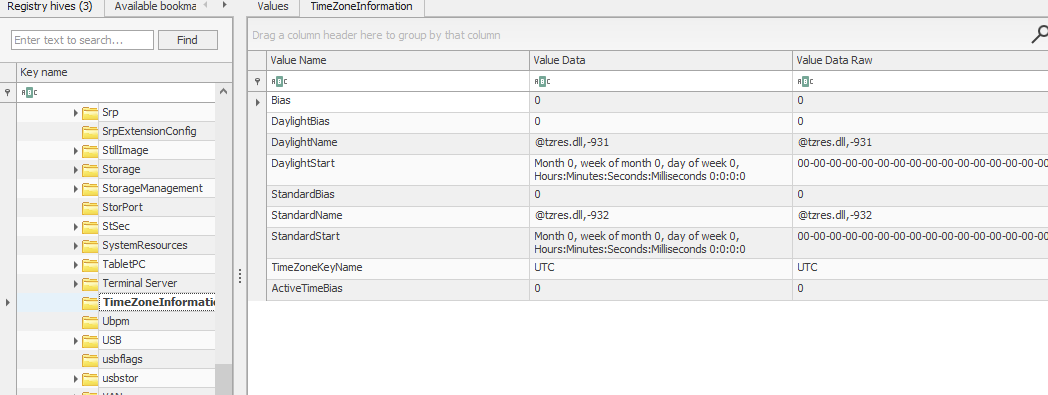 Registry hives (3) Available bookma
Enter text to search... Find
Key name
ABC
Srp
SrpExtensionConfig
StillImage
Storage
StorageManagement
StorPort
StSec
SystemResources
TabletPC
Terminal Server
TimeZoneInformatic
Ubpm
USB
usbflags
usbstor
Values TimeZoneInformation
Drag a column header here to group by that column
Value Name Value Data Value Data Raw
ABC ABC ABC
Bias 0 0
DaylightBias 0 0
DaylightName @tzres.dll,-931 @tzres.dll,-931
DaylightStart Month 0, week of month 0, day of week 0, 00-00-00-00-00-00-00-00-00-00-00-00-00
Hours:Minutes:Seconds:Milliseconds 0:0:0:0
StandardBias 0 0
StandardName @tzres.dll,-932 @tzres.dll,-932
StandardStart Month 0, week of month 0, day of week 0, 00-00-00-00-00-00-00-00-00-00-00-00-00
Hours:Minutes:Seconds:Milliseconds 0:0:0:0
TimeZoneKeyName UTC UTC
ActiveTimeBias 0 0